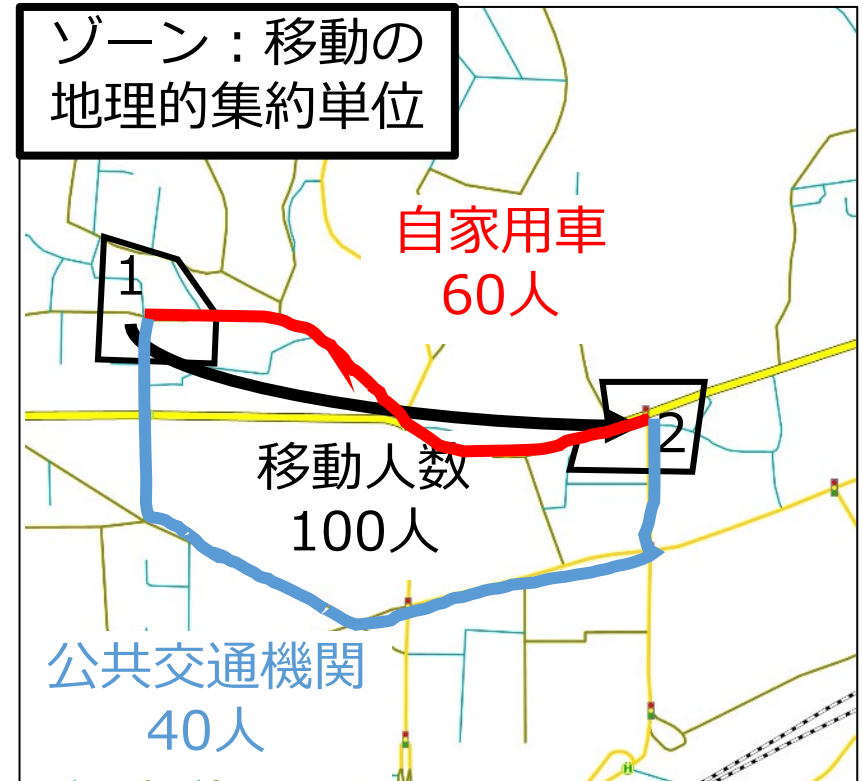 ゾーン：移動の
地理的集約単位
自家用車
60人
1
2
移動人数
100人
公共交通機関
40人
H